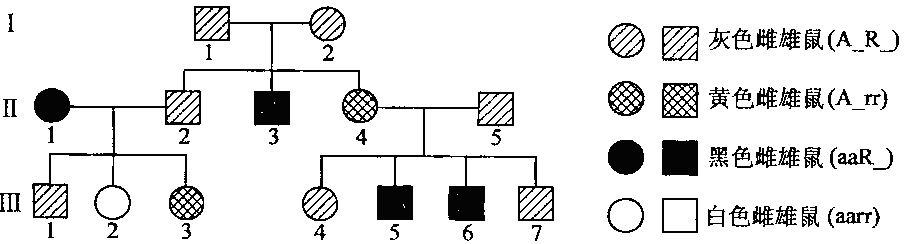 I
1 2
灰色雌雄鼠(A_R_)
II
1 2 3 4 5
黄色雌雄鼠(A_rr)
黑色雌雄鼠(aaR_)
III
1 2 3 4 5 6 7
白色雌雄鼠(aarr)